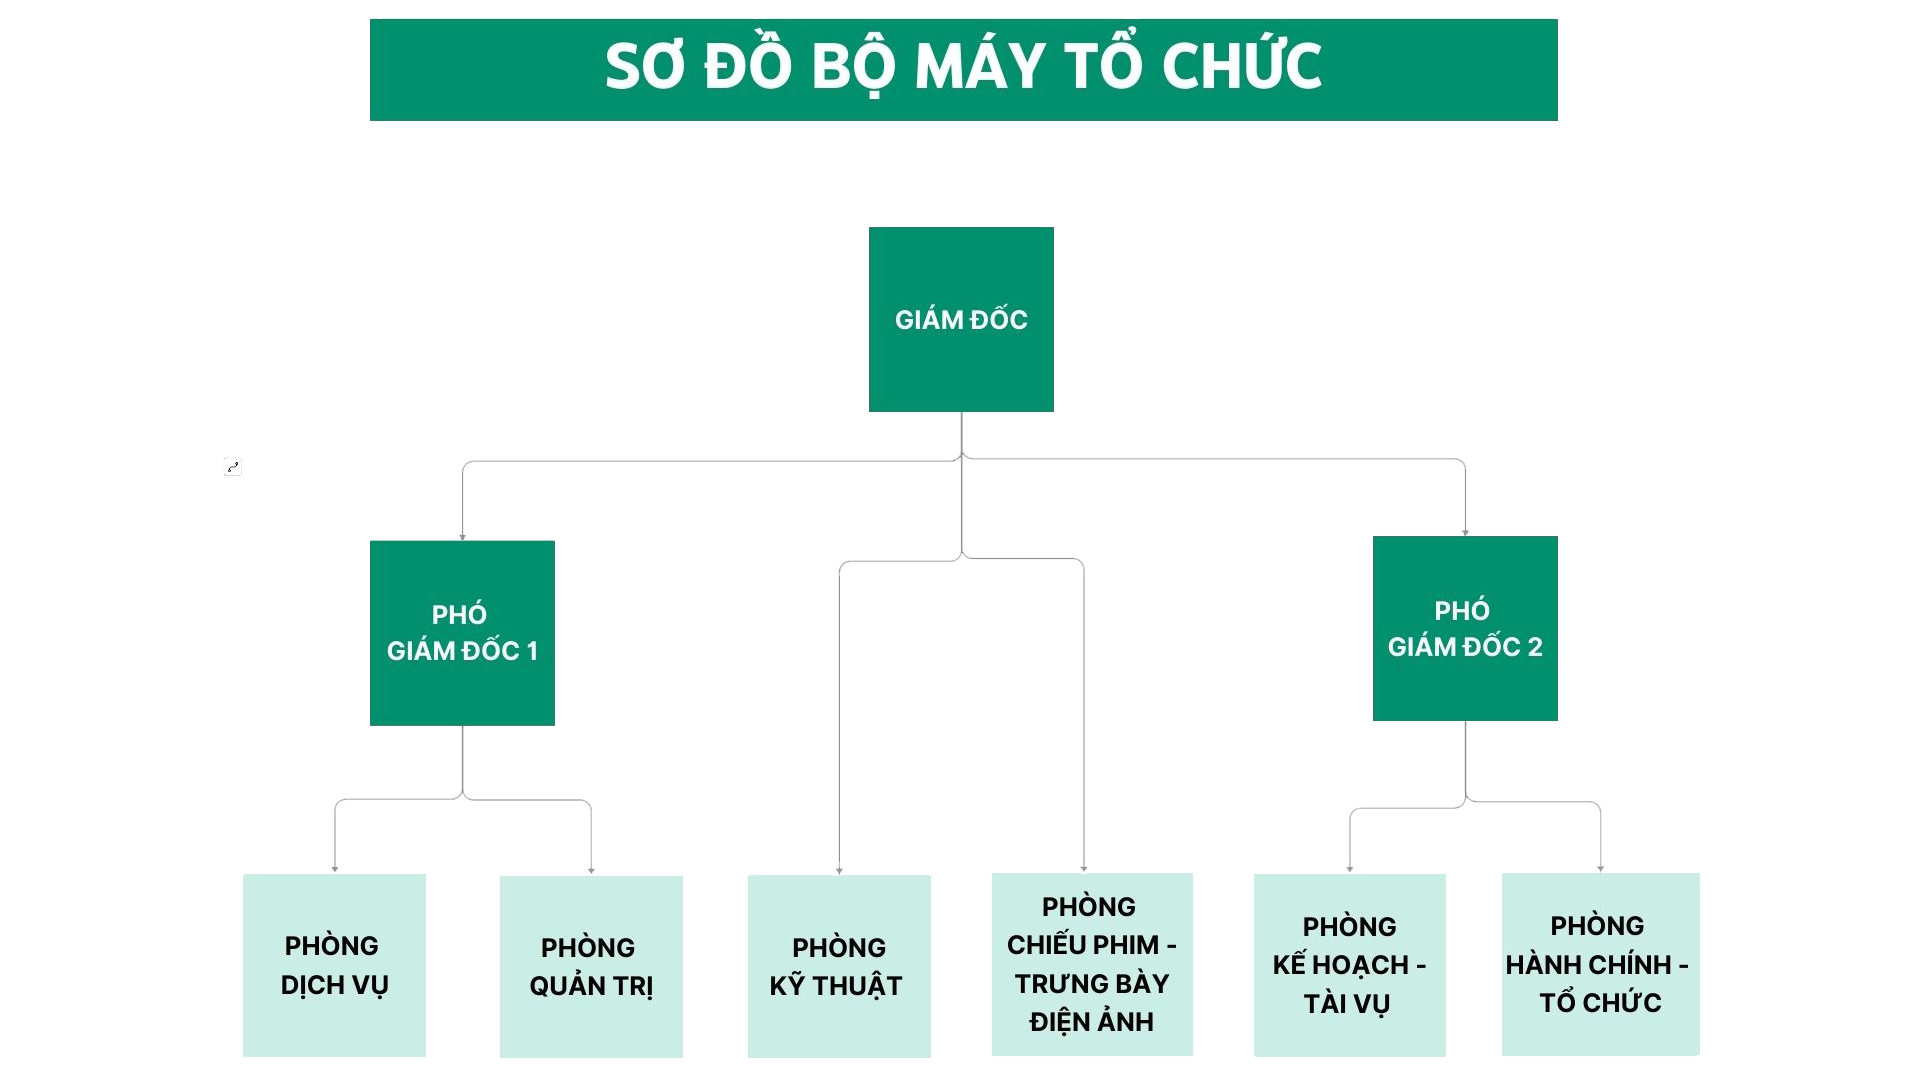 SƠ ĐỒ BỘ MÁY TỔ CHỨC
GIÁM ĐỐC
PHÓ
GIÁM ĐỐC 1
PHÓ
GIÁM ĐỐC 2
PHÒNG
DỊCH VỤ
PHÒNG
QUẢN TRỊ
PHÒNG
KỸ THUẬT
PHÒNG
CHIẾU PHIM -
TRƯNG BÀY
ĐIỆN ẢNH
PHÒNG
KẾ HOẠCH -
TÀI VỤ
PHÒNG
HÀNH CHÍNH -
TỔ CHỨC